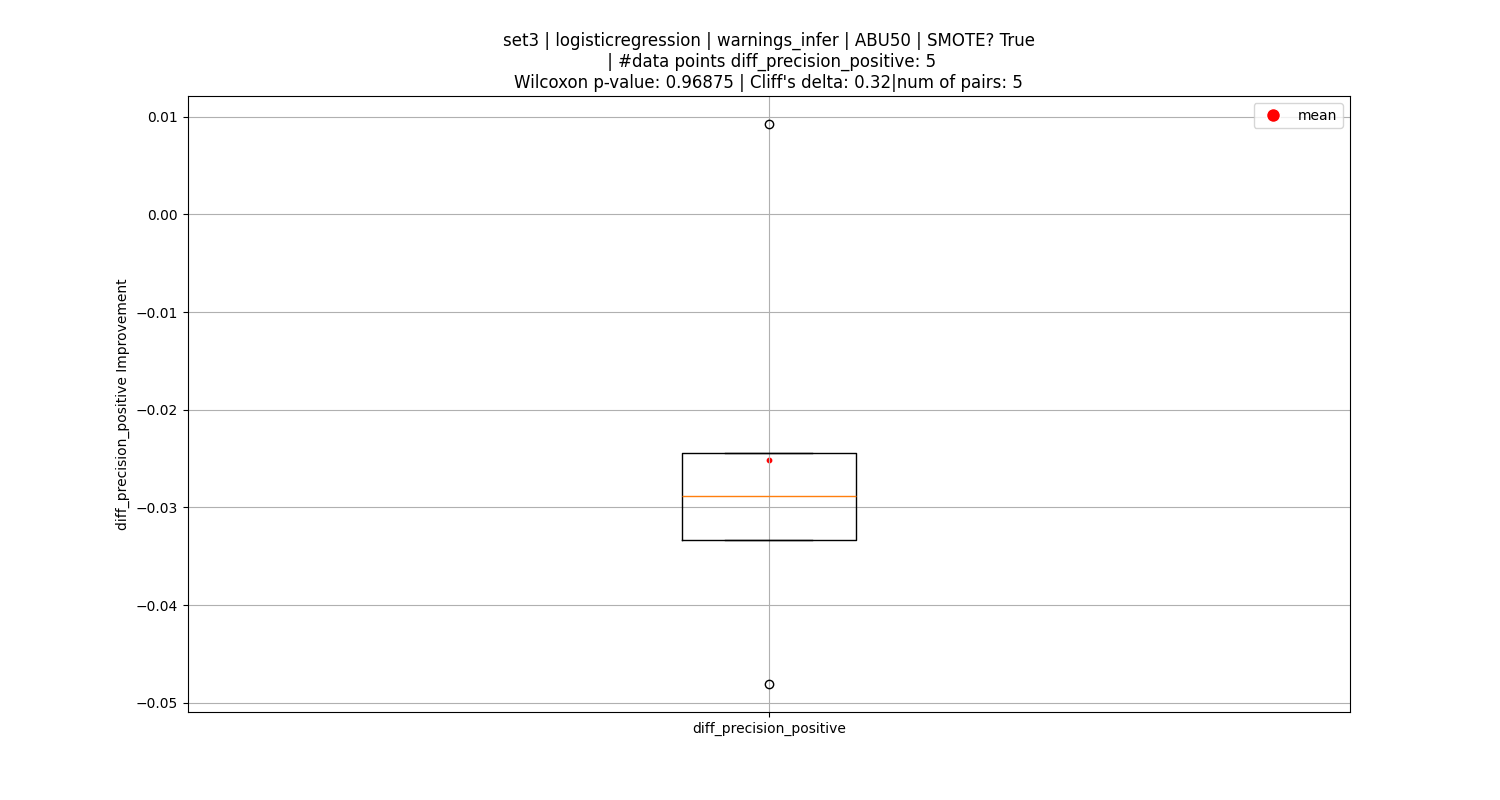 set3 | logisticregression | warnings_infer | ABU50 | SMOTE? True
| #data points diff_precision_positive: 5
Wilcoxon p-value: 0.96875 | Cliff's delta: 0.32|num of pairs: 5
mean
0.01
0.00
−0.01
−0.02
−0.03
−0.04
−0.05
diff_precision_positive Improvement
diff_precision_positive